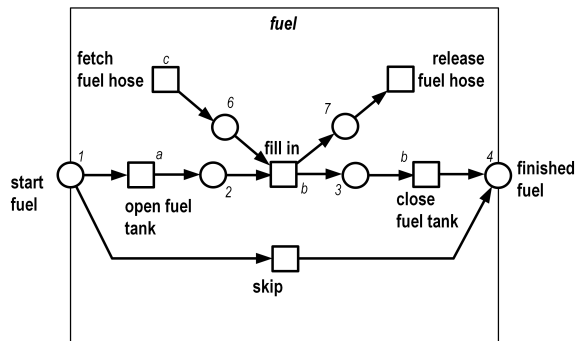 fuel
fetch
fuel hose
c
release
fuel hose
6
7
fill in
1
a
b
4
start
fuel
open fuel
tank
2
b
3
close
fuel tank
finished
fuel
skip